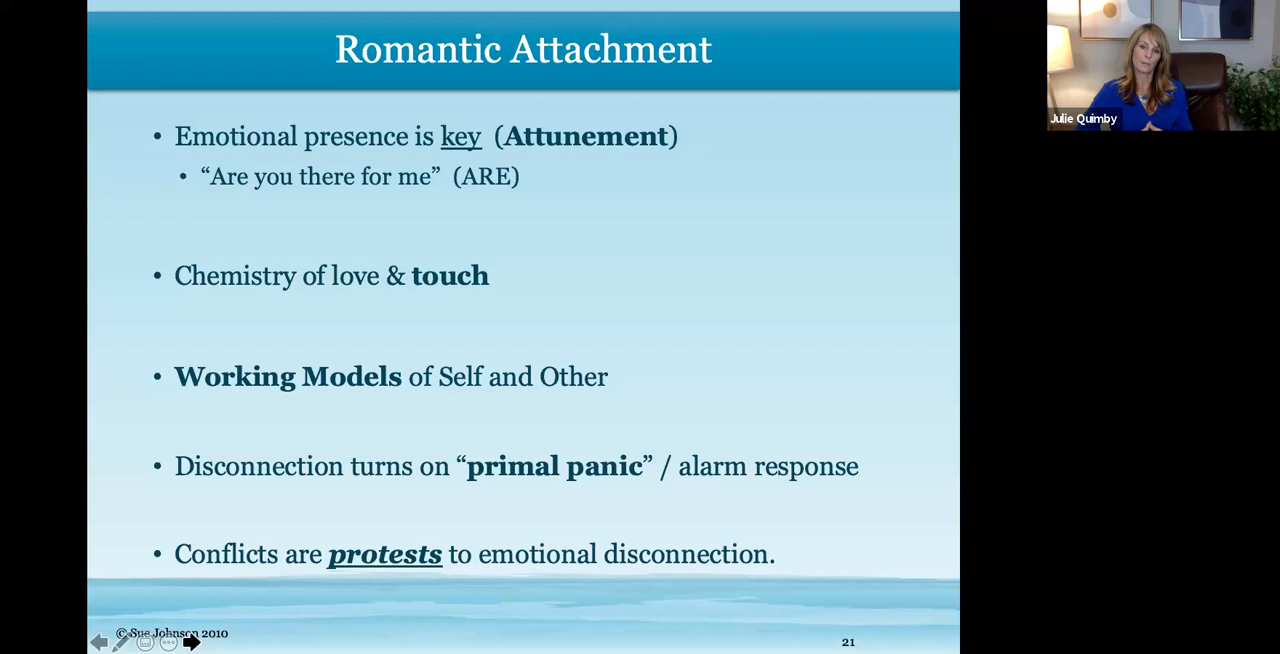 Romantic Attachment
• Emotional presence is key (Attunement)
• “Are you there for me” (ARE)
• Chemistry of love & touch
• Working Models of Self and Other
• Disconnection turns on “primal panic” / alarm response
• Conflicts are protests to emotional disconnection.
© Sue Johnson 2010
21
Julie Quimby